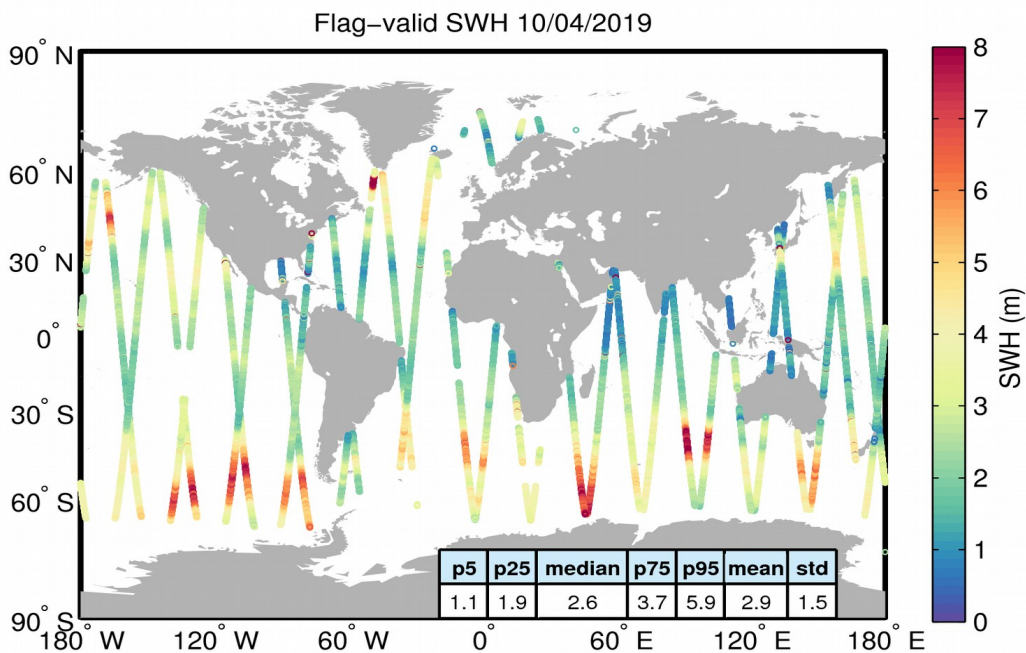 Flag−valid SWH 10/04/2019
90° N
60° N
30° N
0°
30° S
60° S
90° S
180° W
120° W
60° W
0°
60° E
120° E
180° E
p5 p25 median p75 p95 mean std
1.1 1.9 2.6 3.7 5.9 2.9 1.5
8
7
6
5
4
3
2
1
0
SWH (m)